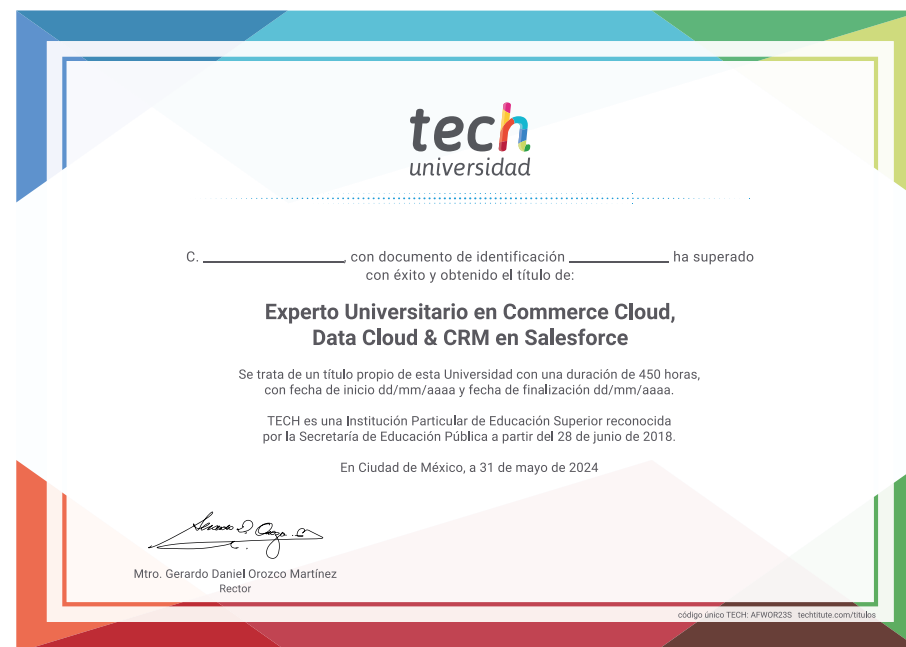 tech
universidad
C. ____________, con documento de identificación ____________ ha superado
con éxito y obtenido el título de:
Experto Universitario en Commerce Cloud,
Data Cloud & CRM en Salesforce
Se trata de un título propio de esta Universidad con una duración de 450 horas,
con fecha de inicio dd/mm/aaaa y fecha de finalización dd/mm/aaaa.
TECH es una Institución Particular de Educación Superior reconocida
por la Secretaría de Educación Pública a partir del 28 de junio de 2018.
En Ciudad de México, a 31 de mayo de 2024
Mtro. Gerardo Daniel Orozco Martínez
Rector
código único TECH: AFWOR23S techtitute.com/titulos